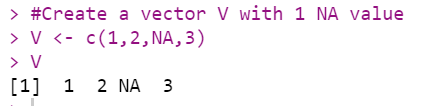 > #Create a vector V with 1 NA value
> V <- c(1,2,NA,3)
> V
[1]  1  2 NA  3